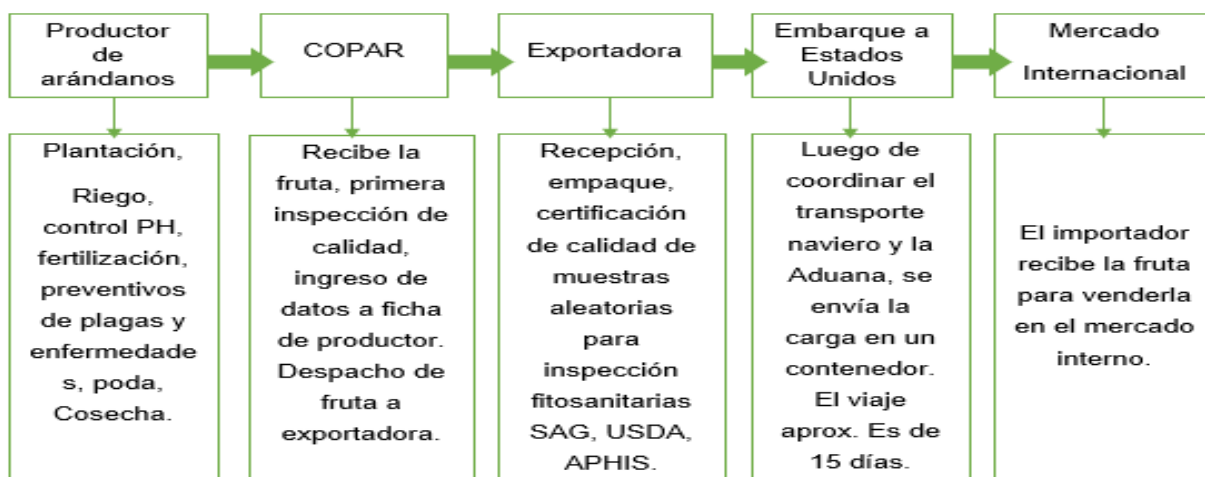 Productor
de
arándanos
COPAR
Exportadora
Embarque a
Estados
Unidos
Mercado
Internacional
Plantación,
Riego,
control PH,
fertilización,
preventivos
de plagas y
enfermedade
s, poda,
Cosecha.
Recibe la
fruta, primera
inspección de
calidad,
ingreso de
datos a ficha
de productor.
Despacho de
fruta a
exportadora.
Recepción,
empaque,
certificación
de calidad de
muestras
aleatorias
para
inspección
fitosanitarias
SAG, USDA,
APHIS.
Luego de
coordinar el
transporte
naviero y la
Aduana, se
envía la
carga en un
contenedor.
El viaje
aprox. Es de
15 días.
El importador
recibe la fruta
para venderla
en el mercado
interno.